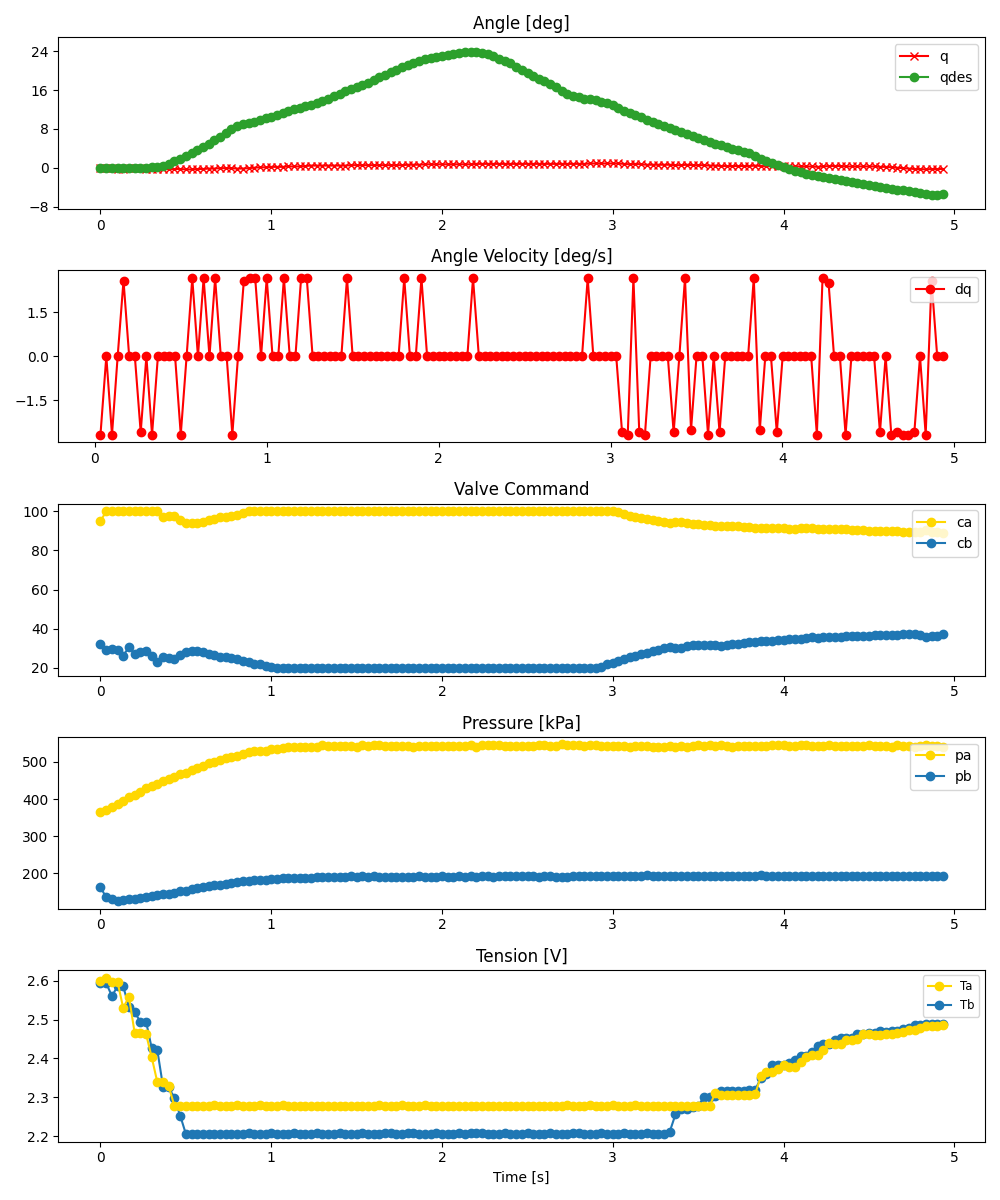 Angle [deg]
24
16
8
0
−8
q
qdes
0 1 2 3 4 5
Angle Velocity [deg/s]
1.5
0.0
−1.5
dq
0 1 2 3 4 5
Valve Command
100
80
60
40
20
ca
cb
0 1 2 3 4 5
Pressure [kPa]
500
400
300
200
pa
pb
0 1 2 3 4 5
Tension [V]
2.6
2.5
2.4
2.3
2.2
Ta
Tb
0 1 2 3 4 5
Time [s]